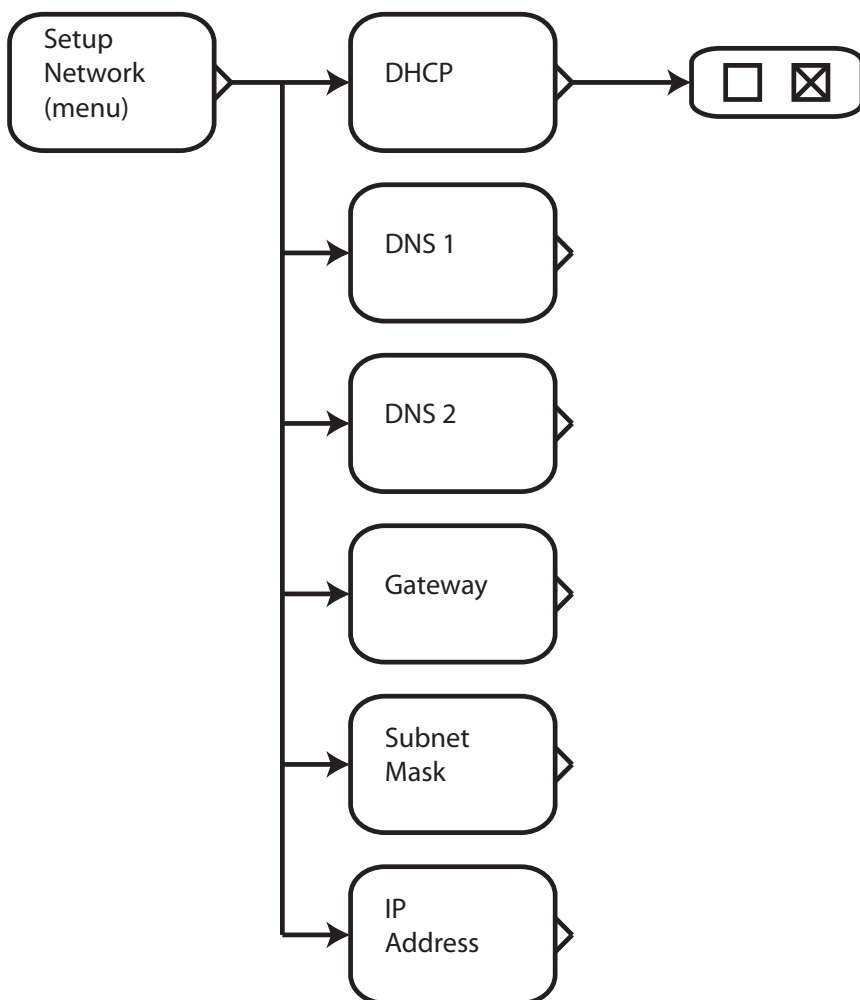 Setup
Network
(menu)
DHCP
DNS 1
DNS 2
Gateway
Subnet
Mask
IP
Address